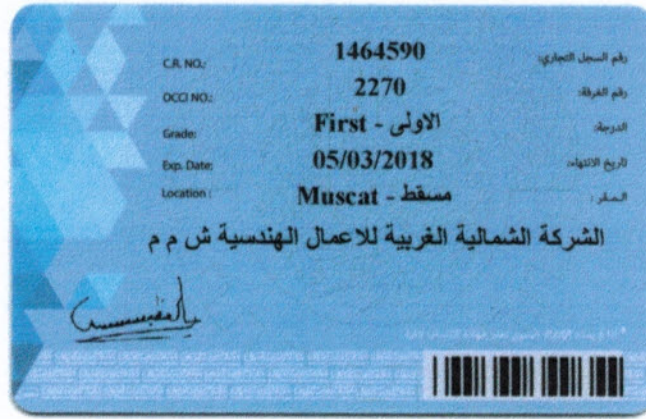 C.R. NO.: 1464590 رقم السجل التجاري:
OCCI NO.: 2270 رقم الغرفة:
Grade: First - الاولى الدرجة:
Exp. Date: 05/03/2018 تاريخ الانتهاء:
Location : Muscat - مسقط المقر :
الشركة الشمالية الغربية للاعمال الهندسية ش م م